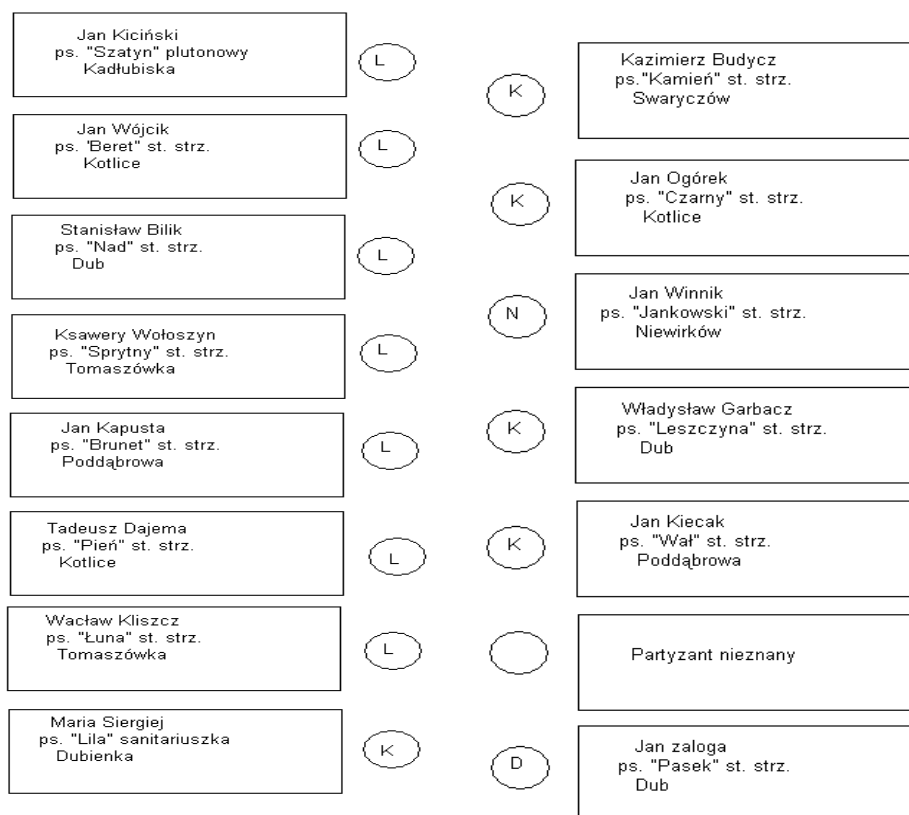 Jan Kiciński
ps. "Szatyn" plutonowy
Kadłubiska
L
Jan Wójcik
ps. 'Beret" st. strz.
Kotlice
L
Stanisław Bilik
ps. "Nad" st. strz.
Dub
L
Ksawery Wołoszyn
ps. "Sprytny" st. strz.
Tomaszówka
L
Jan Kapusta
ps. "Brunet" st. strz.
Poddąbrowa
L
Tadeusz Dajema
ps. "Pień" st. strz.
Kotlice
L
Wacław Kliszcz
ps. "Łuna" st. strz.
Tomaszówka
L
Maria Siergiej
ps. "Lila" sanitariuszka
Dubienka
K
K
Kazimierz Budycz
ps."Kamień" st. strz.
Swaryczów
K
Jan Ogórek
ps. "Czarny" st. strz.
Kotlice
N
Jan Winnik
ps. "Jankowski" st. strz.
Niewirków
K
Władysław Garbacz
ps. "Leszczyna" st. strz.
Dub
K
Jan Kiecak
ps. "Wał" st. strz.
Poddąbrowa
Partyzant nieznany
D
Jan zaloga
ps. "Pasek" st. strz.
Dub